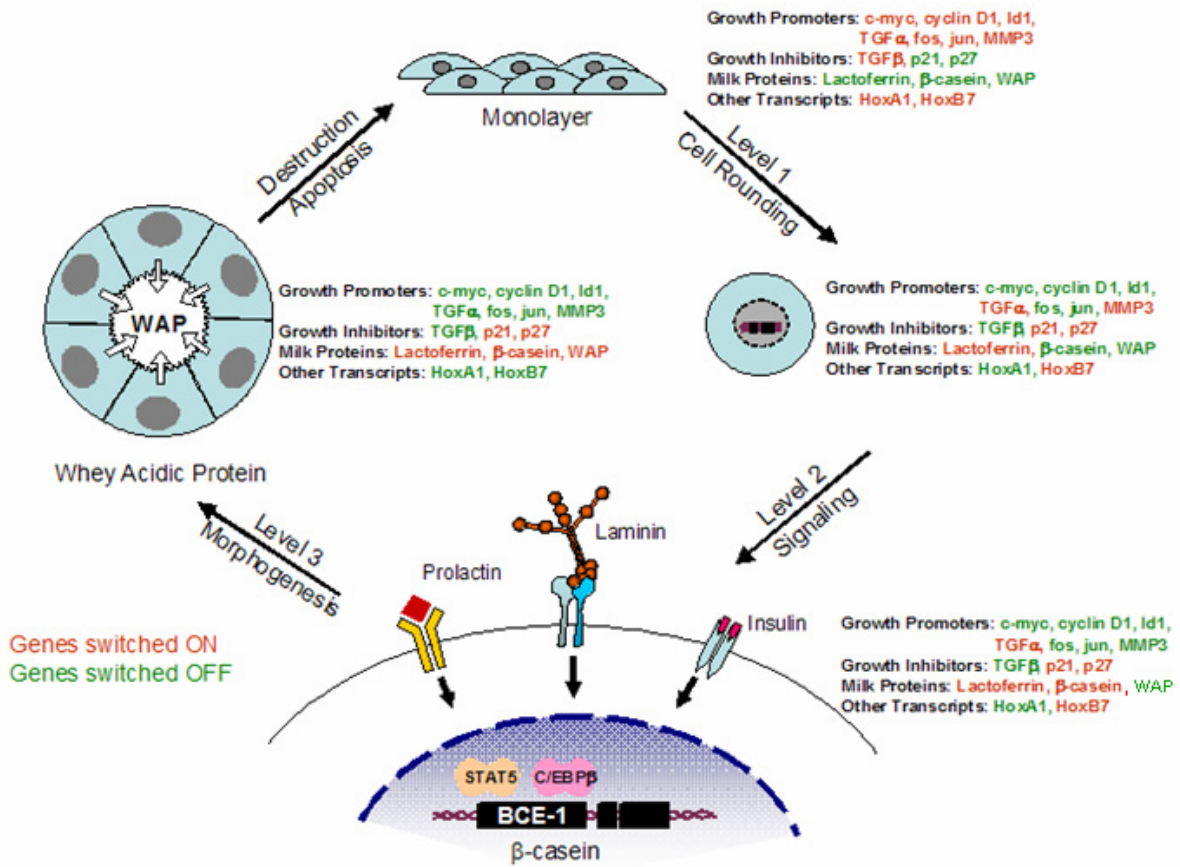 Growth Promoters: c-myc, cyclin D1, Id1,
TGFα, fos, jun, MMP3
Growth Inhibitors: TGFβ, p21, p27
Milk Proteins: Lactoferrin, β-casein, WAP
Other Transcripts: HoxA1, HoxB7
Monolayer
Destruction
Apoptosis
Level 1
Cell Rounding
WAP
Growth Promoters: c-myc, cyclin D1, Id1,
TGFα, fos, jun, MMP3
Growth Inhibitors: TGFβ, p21, p27
Milk Proteins: Lactoferrin, β-casein, WAP
Other Transcripts: HoxA1, HoxB7
Growth Promoters: c-myc, cyclin D1, Id1,
TGFα, fos, jun, MMP3
Growth Inhibitors: TGFβ, p21, p27
Milk Proteins: Lactoferrin, β-casein, WAP
Other Transcripts: HoxA1, HoxB7
Whey Acidic Protein
Level 2
Signaling
Level 3
Morphogenesis
Laminin
Prolactin
Insulin
Genes switched ON
Genes switched OFF
Growth Promoters: c-myc, cyclin D1, Id1,
TGFα, fos, jun, MMP3
Growth Inhibitors: TGFβ, p21, p27
Milk Proteins: Lactoferrin, β-casein, WAP
Other Transcripts: HoxA1, HoxB7
STAT5
C/EBPβ
BCE-1
β-casein